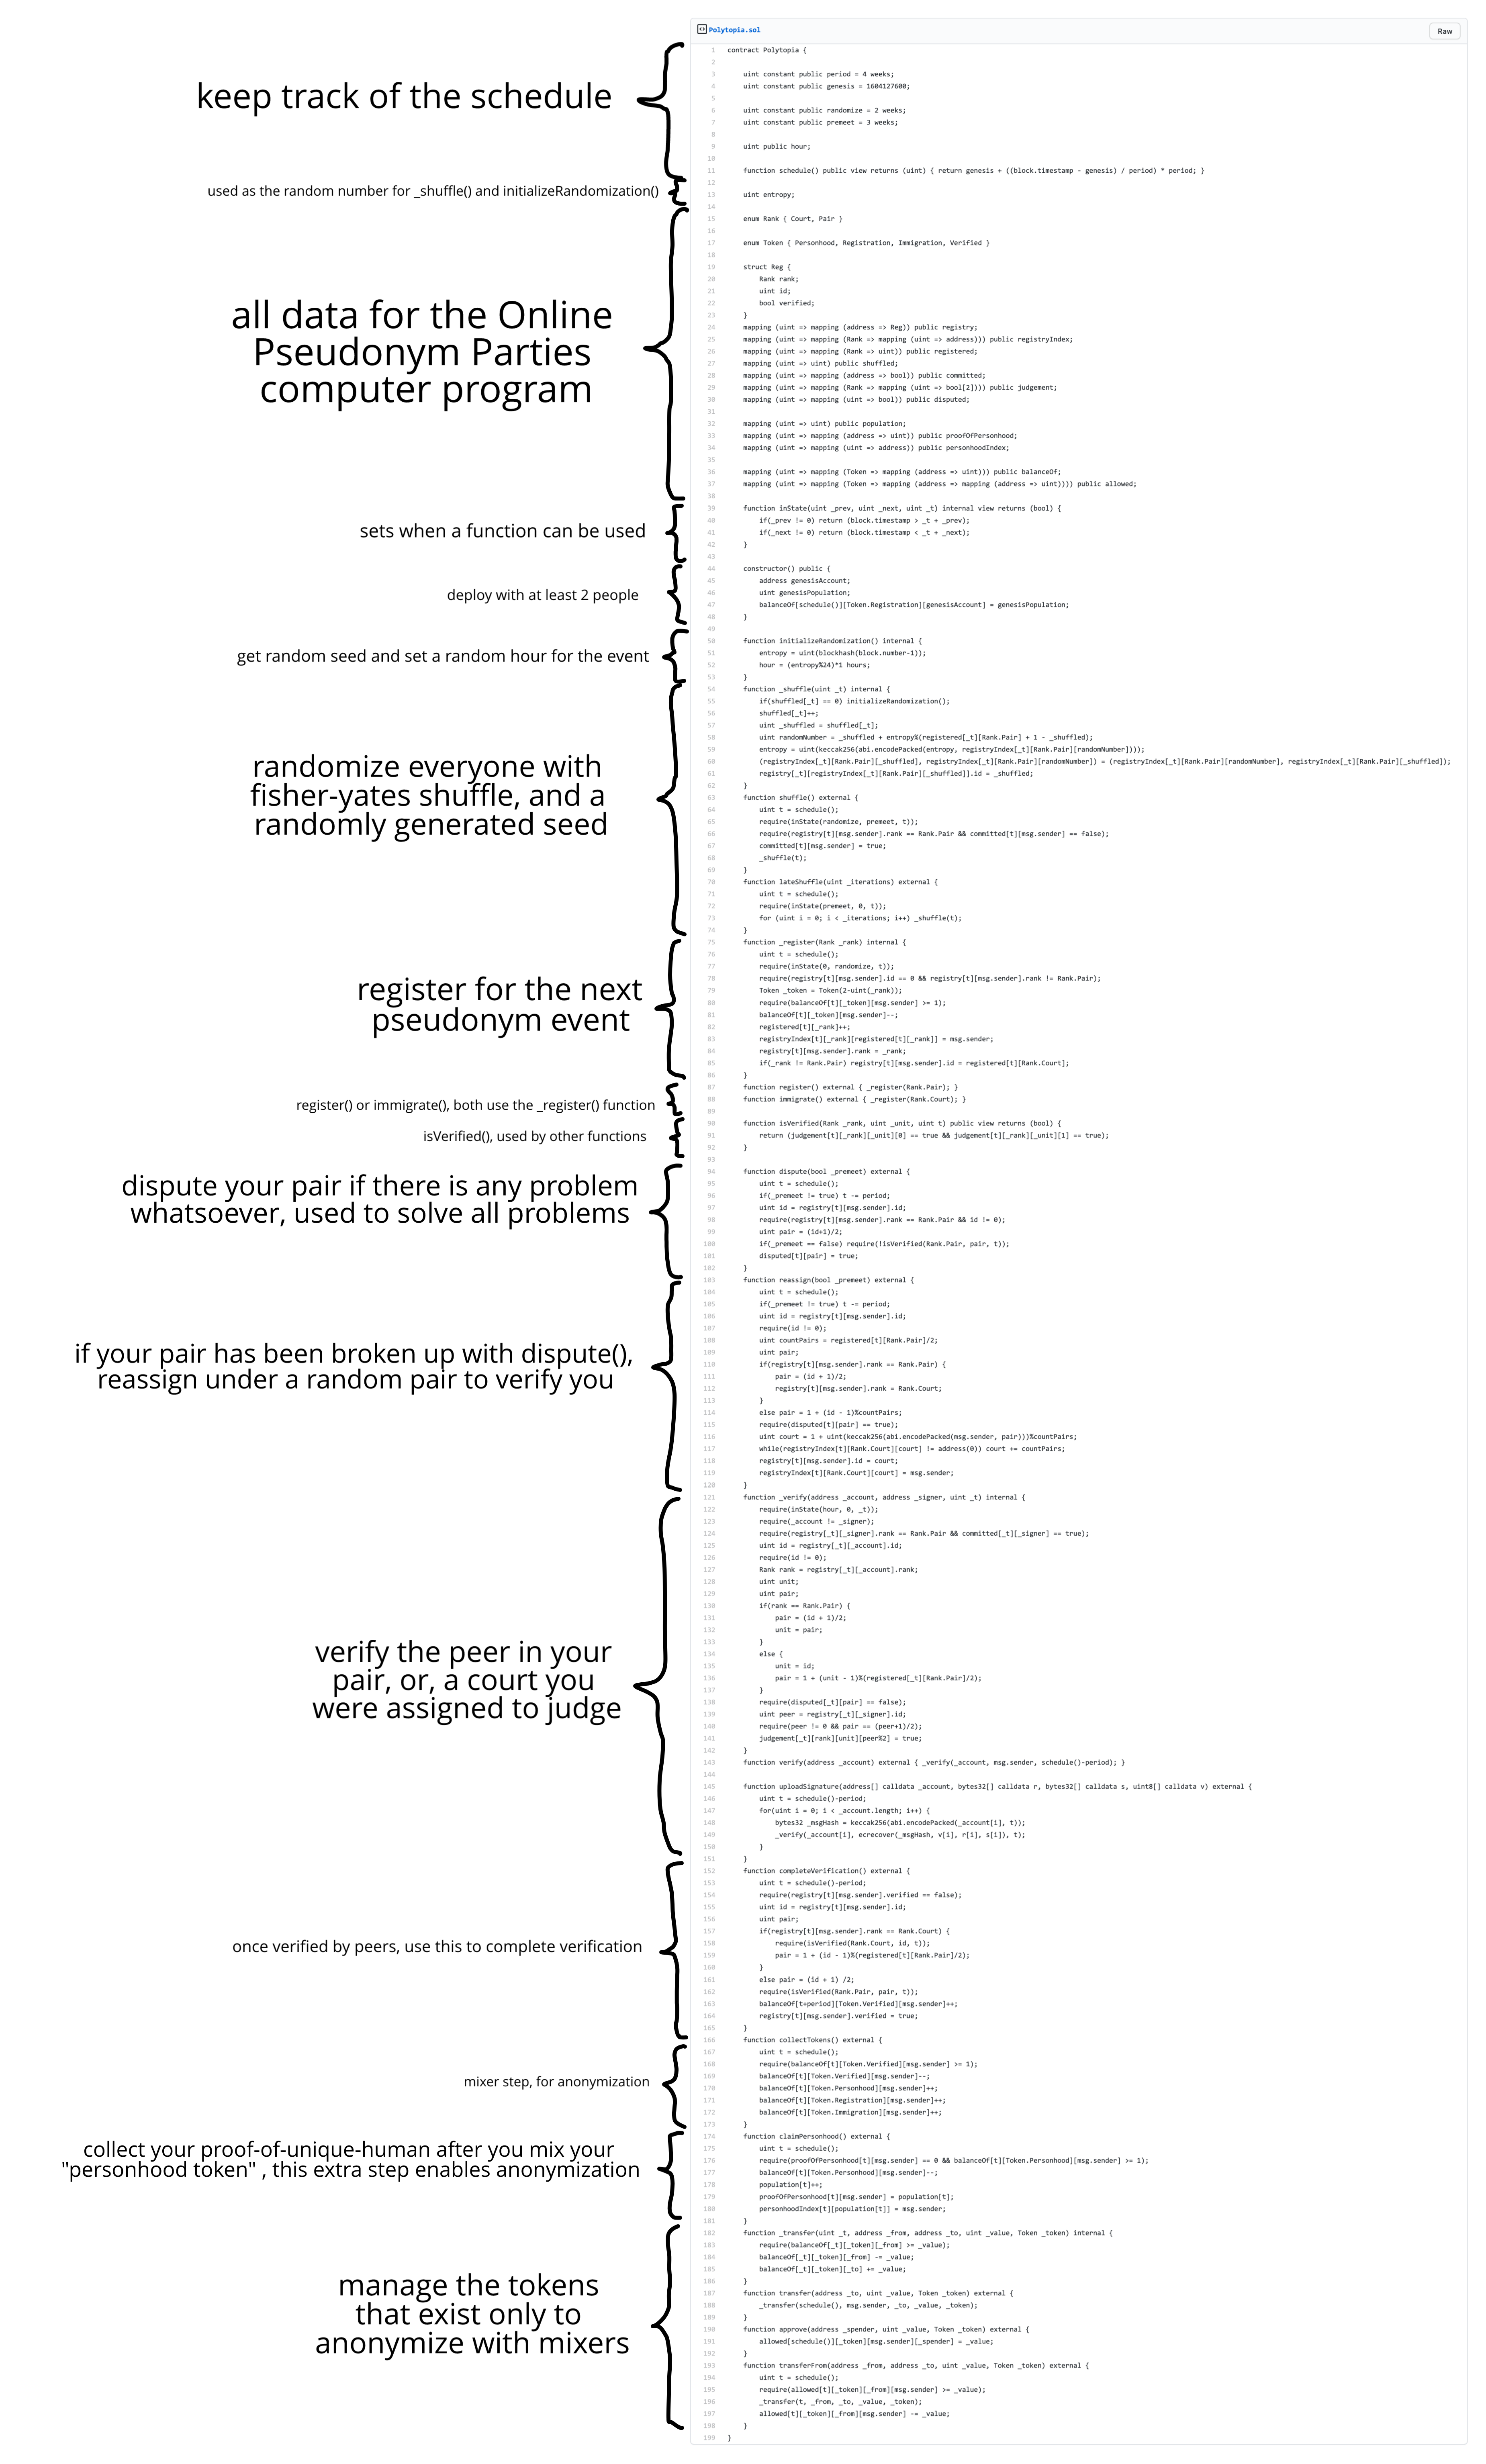 keep track of the schedule
used as the random number for _shuffle() and initializeRandomization()
all data for the Online
Pseudonym Parties
computer program
sets when a function can be used
deploy with at least 2 people
get random seed and set a random hour for the event
randomize everyone with
fisher-yates shuffle, and a
randomly generated seed
register for the next
pseudonym event
register() or immigrate(), both use the _register() function
isVerified(), used by other functions
dispute your pair if there is any problem
whatsoever, used to solve all problems
if your pair has been broken up with dispute(),
reassign under a random pair to verify you
verify the peer in your
pair, or, a court you
were assigned to judge
once verified by peers, use this to complete verification
mixer step, for anonymization
collect your proof-of-unique-human after you mix your
"personhood token" , this extra step enables anonymization
manage the tokens
that exist only to
anonymize with mixers
Polytopia.sol Raw
1 contract Polytopia {
2
3 uint constant public period = 4 weeks;
4 uint constant public genesis = 1604127600;
5
6 uint constant public randomize = 2 weeks;
7 uint constant public premeet = 3 weeks;
8
9 uint public hour;
10
11 function schedule() public view returns (uint) { return genesis + ((block.timestamp - genesis) / period) * period; }
12
13 uint entropy;
14
15 enum Rank { Court, Pair }
16
17 enum Token { Personhood, Registration, Immigration, Verified }
18
19 struct Reg {
20 Rank rank;
21 uint id;
22 bool verified;
23 }
24 mapping (uint => mapping (address => Reg)) public registry;
25 mapping (uint => mapping (Rank => mapping (uint => address))) public registryIndex;
26 mapping (uint => mapping (Rank => uint)) public registered;
27 mapping (uint => uint) public shuffled;
28 mapping (uint => mapping (address => bool)) public committed;
29 mapping (uint => mapping (Rank => mapping (uint => bool[2]))) public judgement;
30 mapping (uint => mapping (uint => bool)) public disputed;
31
32 mapping (uint => uint) public population;
33 mapping (uint => mapping (address => uint)) public proofOfPersonhood;
34 mapping (uint => mapping (uint => address)) public personhoodIndex;
35
36 mapping (uint => mapping (Token => mapping (address => uint))) public balanceOf;
37 mapping (uint => mapping (Token => mapping (address => mapping (address => uint)))) public allowed;
38
39 function inState(uint _prev, uint _next, uint _t) internal view returns (bool) {
40 if(_prev != 0) return (block.timestamp > _t + _prev);
41 if(_next != 0) return (block.timestamp < _t + _next);
42 }
43
44 constructor() public {
45 address genesisAccount;
46 uint genesisPopulation;
47 balanceOf[schedule()][Token.Registration][genesisAccount] = genesisPopulation;
48 }
49
50 function initializeRandomization() internal {
51 entropy = uint(blockhash(block.number-1));
52 hour = (entropy%24)*1 hours;
53 }
54 function _shuffle(uint _t) internal {
55 if(shuffled[_t] == 0) initializeRandomization();
56 shuffled[_t]++;
57 uint _shuffled = shuffled[_t];
58 uint randomNumber = _shuffled + entropy%(registered[_t][Rank.Pair] + 1 - _shuffled);
59 entropy = uint(keccak256(abi.encodePacked(entropy, registryIndex[_t][Rank.Pair][randomNumber])));
60 (registryIndex[_t][Rank.Pair][_shuffled], registryIndex[_t][Rank.Pair][randomNumber]) = (registryIndex[_t][Rank.Pair][randomNumber], registryIndex[_t][Rank.Pair][_shuffled]);
61 registry[_t][registryIndex[_t][Rank.Pair][_shuffled]].id = _shuffled;
62 }
63 function shuffle() external {
64 uint t = schedule();
65 require(inState(randomize, premeet, t));
66 require(registry[t][msg.sender].rank == Rank.Pair && committed[t][msg.sender] == false);
67 committed[t][msg.sender] = true;
68 _shuffle(t);
69 }
70 function lateShuffle(uint _iterations) external {
71 uint t = schedule();
72 require(inState(premeet, 0, t));
73 for (uint i = 0; i < _iterations; i++) _shuffle(t);
74 }
75 function _register(Rank _rank) internal {
76 uint t = schedule();
77 require(inState(0, randomize, t));
78 require(registry[t][msg.sender].id == 0 && registry[t][msg.sender].rank != Rank.Pair);
79 Token _token = Token(2-uint(_rank));
80 require(balanceOf[t][_token][msg.sender] >= 1);
81 balanceOf[t][_token][msg.sender]--;
82 registered[t][_rank]++;
83 registryIndex[t][_rank][registered[t][_rank]] = msg.sender;
84 registry[t][msg.sender].rank = _rank;
85 if(_rank != Rank.Pair) registry[t][msg.sender].id = registered[t][Rank.Court];
86 }
87 function register() external { _register(Rank.Pair); }
88 function immigrate() external { _register(Rank.Court); }
89
90 function isVerified(Rank _rank, uint _unit, uint t) public view returns (bool) {
91 return (judgement[t][_rank][_unit][0] == true && judgement[t][_rank][_unit][1] == true);
92 }
93
94 function dispute(bool _premeet) external {
95 uint t = schedule();
96 if(_premeet != true) t -= period;
97 uint id = registry[t][msg.sender].id;
98 require(registry[t][msg.sender].rank == Rank.Pair && id != 0);
99 uint pair = (id+1)/2;
100 if(_premeet == false) require(!isVerified(Rank.Pair, pair, t));
101 disputed[t][pair] = true;
102 }
103 function reassign(bool _premeet) external {
104 uint t = schedule();
105 if(_premeet != true) t -= period;
106 uint id = registry[t][msg.sender].id;
107 require(id != 0);
108 uint countPairs = registered[t][Rank.Pair]/2;
109 uint pair;
110 if(registry[t][msg.sender].rank == Rank.Pair) {
111 pair = (id + 1)/2;
112 registry[t][msg.sender].rank = Rank.Court;
113 }
114 else pair = 1 + (id - 1)%countPairs;
115 require(disputed[t][pair] == true);
116 uint court = 1 + uint(keccak256(abi.encodePacked(msg.sender, pair)))%countPairs;
117 while(registryIndex[t][Rank.Court][court] != address(0)) court += countPairs;
118 registry[t][msg.sender].id = court;
119 registryIndex[t][Rank.Court][court] = msg.sender;
120 }
121 function _verify(address _account, address _signer, uint _t) internal {
122 require(inState(hour, 0, _t));
123 require(_account != _signer);
124 require(registry[_t][_signer].rank == Rank.Pair && committed[_t][_signer] == true);
125 uint id = registry[_t][_account].id;
126 require(id != 0);
127 Rank rank = registry[_t][_account].rank;
128 uint unit;
129 uint pair;
130 if(rank == Rank.Pair) {
131 pair = (id + 1)/2;
132 unit = pair;
133 }
134 else {
135 unit = id;
136 pair = 1 + (unit - 1)%(registered[_t][Rank.Pair]/2);
137 }
138 require(disputed[_t][pair] == false);
139 uint peer = registry[_t][_signer].id;
140 require(peer != 0 && pair == (peer+1)/2);
141 judgement[_t][rank][unit][peer%2] = true;
142 }
143 function verify(address _account) external { _verify(_account, msg.sender, schedule()-period); }
144
145 function uploadSignature(address[] calldata _account, bytes32[] calldata r, bytes32[] calldata s, uint8[] calldata v) external {
146 uint t = schedule()-period;
147 for(uint i = 0; i < _account.length; i++) {
148 bytes32 _msgHash = keccak256(abi.encodePacked(_account[i], t));
149 _verify(_account[i], ecrecover(_msgHash, v[i], r[i], s[i]), t);
150 }
151 }
152 function completeVerification() external {
153 uint t = schedule()-period;
154 require(registry[t][msg.sender].verified == false);
155 uint id = registry[t][msg.sender].id;
156 uint pair;
157 if(registry[t][msg.sender].rank == Rank.Court) {
158 require(isVerified(Rank.Court, id, t));
159 pair = 1 + (id - 1)%(registered[t][Rank.Pair]/2);
160 }
161 else pair = (id + 1) /2;
162 require(isVerified(Rank.Pair, pair, t));
163 balanceOf[t+period][Token.Verified][msg.sender]++;
164 registry[t][msg.sender].verified = true;
165 }
166 function collectTokens() external {
167 uint t = schedule();
168 require(balanceOf[t][Token.Verified][msg.sender] >= 1);
169 balanceOf[t][Token.Verified][msg.sender]--;
170 balanceOf[t][Token.Personhood][msg.sender]++;
171 balanceOf[t][Token.Registration][msg.sender]++;
172 balanceOf[t][Token.Immigration][msg.sender]++;
173 }
174 function claimPersonhood() external {
175 uint t = schedule();
176 require(proofOfPersonhood[t][msg.sender] == 0 && balanceOf[t][Token.Personhood][msg.sender] >= 1);
177 balanceOf[t][Token.Personhood][msg.sender]--;
178 population[t]++;
179 proofOfPersonhood[t][msg.sender] = population[t];
180 personhoodIndex[t][population[t]] = msg.sender;
181 }
182 function _transfer(uint _t, address _from, address _to, uint _value, Token _token) internal {
183 require(balanceOf[_t][_token][_from] >= _value);
184 balanceOf[_t][_token][_from] -= _value;
185 balanceOf[_t][_token][_to] += _value;
186 }
187 function transfer(address _to, uint _value, Token _token) external {
188 _transfer(schedule(), msg.sender, _to, _value, _token);
189 }
190 function approve(address _spender, uint _value, Token _token) external {
191 allowed[schedule()][_token][msg.sender][_spender] = _value;
192 }
193 function transferFrom(address _from, address _to, uint _value, Token _token) external {
194 uint t = schedule();
195 require(allowed[t][_token][_from][msg.sender] >= _value);
196 _transfer(t, _from, _to, _value, _token);
197 allowed[t][_token][_from][msg.sender] -= _value;
198 }
199 }